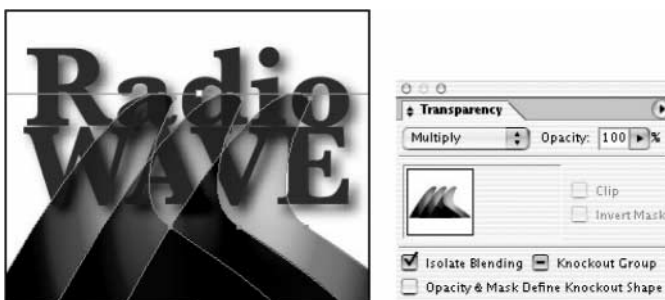 Radio
WAVE
Transparency
Multiply Opacity: 100 %
Clip
Invert Mask
Isolate Blending Knockout Group
Opacity & Mask Define Knockout Shape